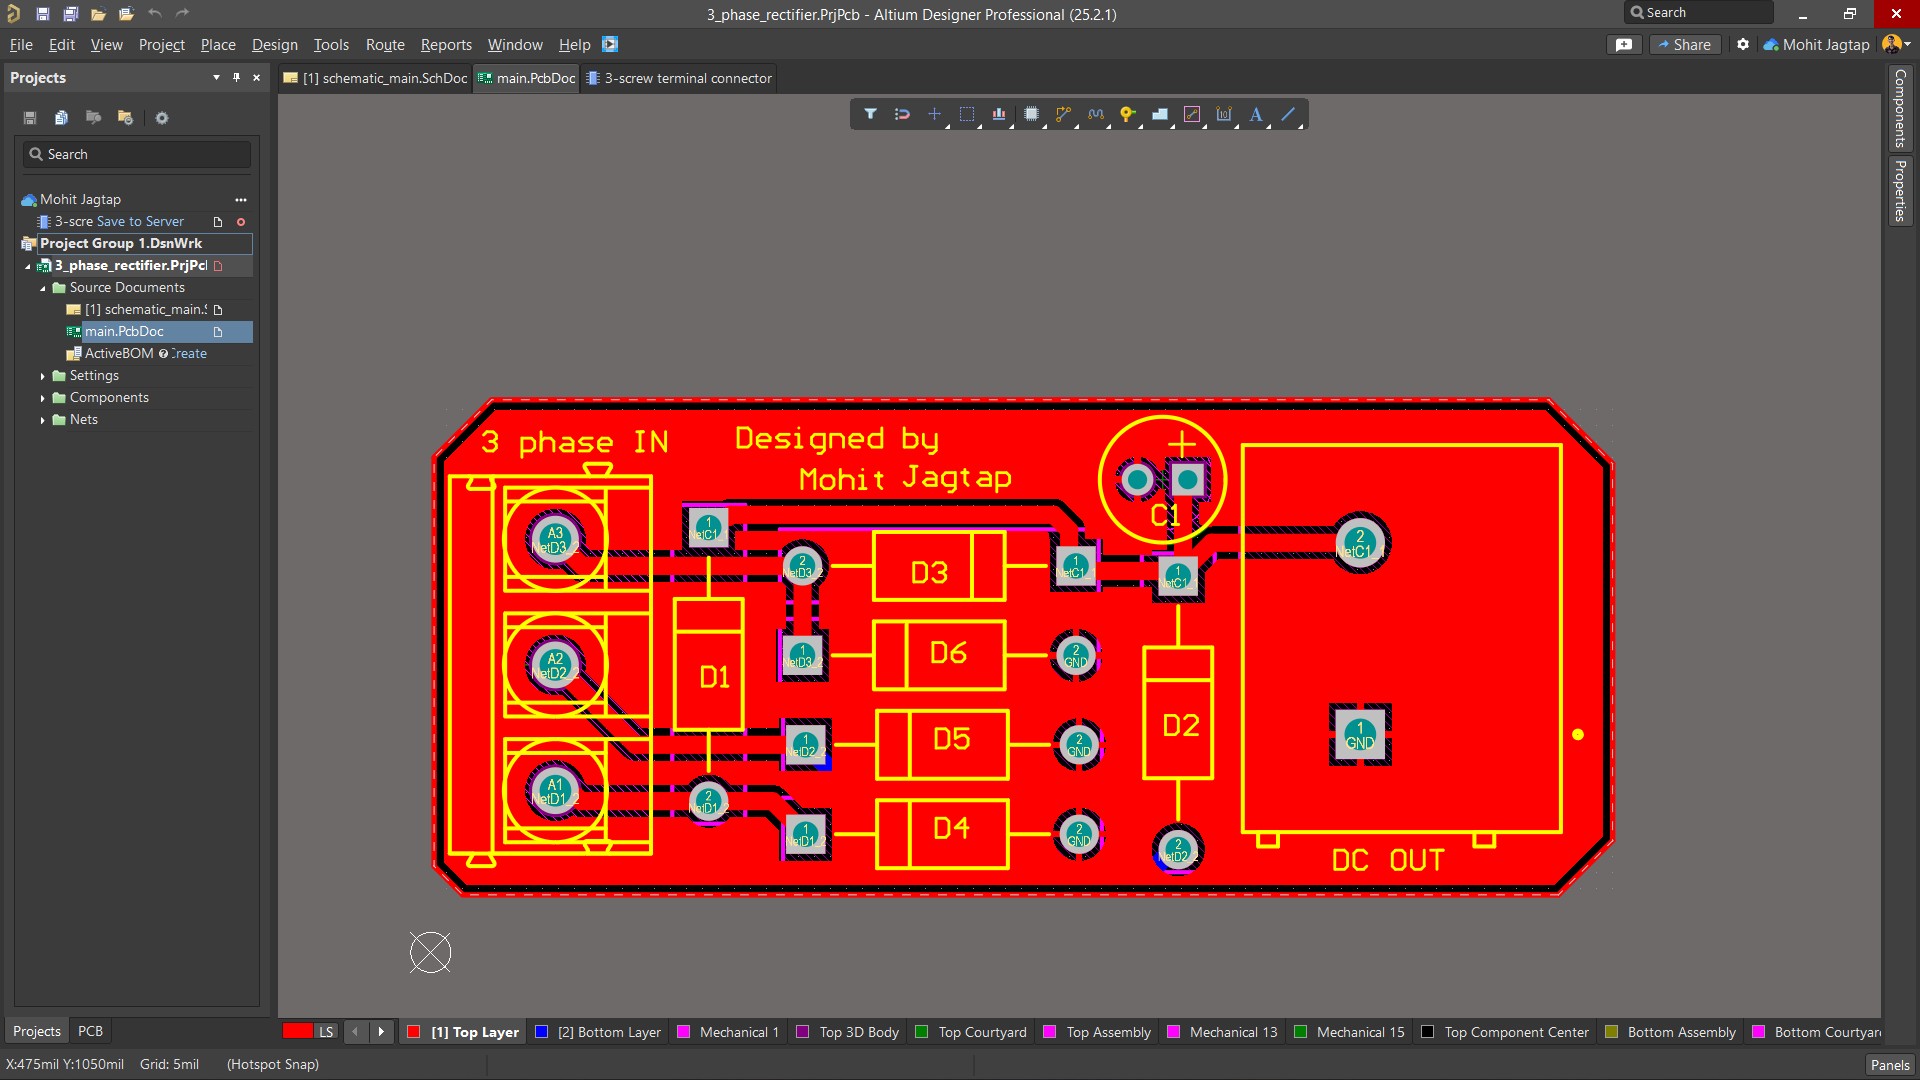 3_phase_rectifier.PrjPcb - Altium Designer Professional (25.2.1)
Search
File Edit View Project Place Design Tools Route Reports Window Help
Share
Mohit Jagtap
Projects
[1] schematic_main.SchDoc
main.PcbDoc
3-screw terminal connector
Components
Properties
Search
Mohit Jagtap
3-scre Save to Server
Project Group 1.DsnWrk
3_phase_rectifier.PrjPcl
Source Documents
[1] schematic_main.S
main.PcbDoc
ActiveBOM Create
Settings
Components
Nets
3 phase IN
Designed by
Mohit Jagtap
+
C1
A3
NetD3_2
1
NetC1_1
2
NetD3_2
D3
1
NetC1_1
1
NetC1_1
2
NetC1_1
A2
NetD2_2
D1
1
NetD3_2
D6
2
GND
D2
1
NetD2_2
D5
2
GND
1
GND
A1
NetD1_2
2
NetD1_2
1
NetD1_2
D4
2
GND
2
NetD2_2
DC OUT
Projects PCB
LS
[1] Top Layer
[2] Bottom Layer
Mechanical 1
Top 3D Body
Top Courtyard
Top Assembly
Mechanical 13
Mechanical 15
Top Component Center
Bottom Assembly
Bottom Courtyar
X:475mil Y:1050mil Grid: 5mil (Hotspot Snap)
Panels